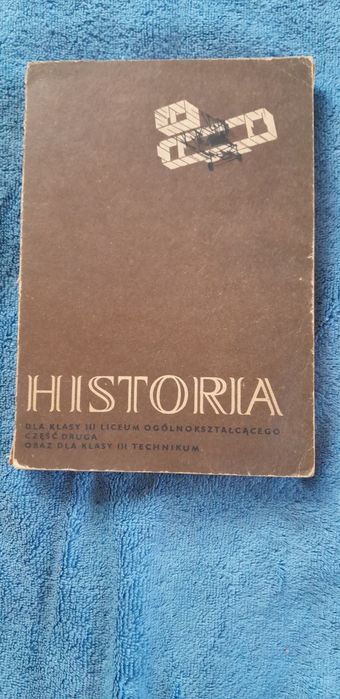 HISTORIA
DLA KLASY III LICEUM OGÓLNOKSZTAŁCĄCEGO
CZĘŚĆ DRUGA
ORAZ DLA KLASY III TECHNIKUM